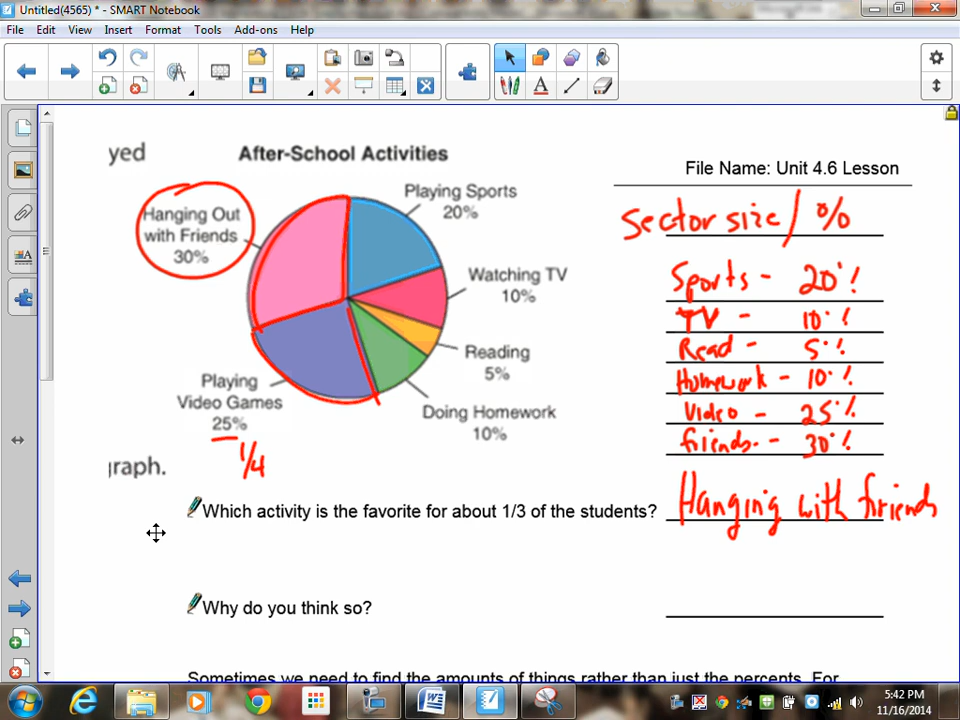 Untitled(4565) * - SMART Notebook
File Edit View Insert Format Tools Add-ons Help
yed
After-School Activities
File Name: Unit 4.6 Lesson
Hanging Out
with Friends
30%
Playing Sports
20%
Watching TV
10%
Reading
5%
Doing Homework
10%
Playing
Video Games
25%
1/4
Sector size / %
Sports - 20%
TV - 10%
Read - 5%
Homework - 10%
Video - 25%
friends - 30%
graph.
Which activity is the favorite for about 1/3 of the students?
Hanging with friends
Why do you think so?
Sometimes we need to find the amounts of things rather than just the percents. For
5:42 PM
11/16/2014